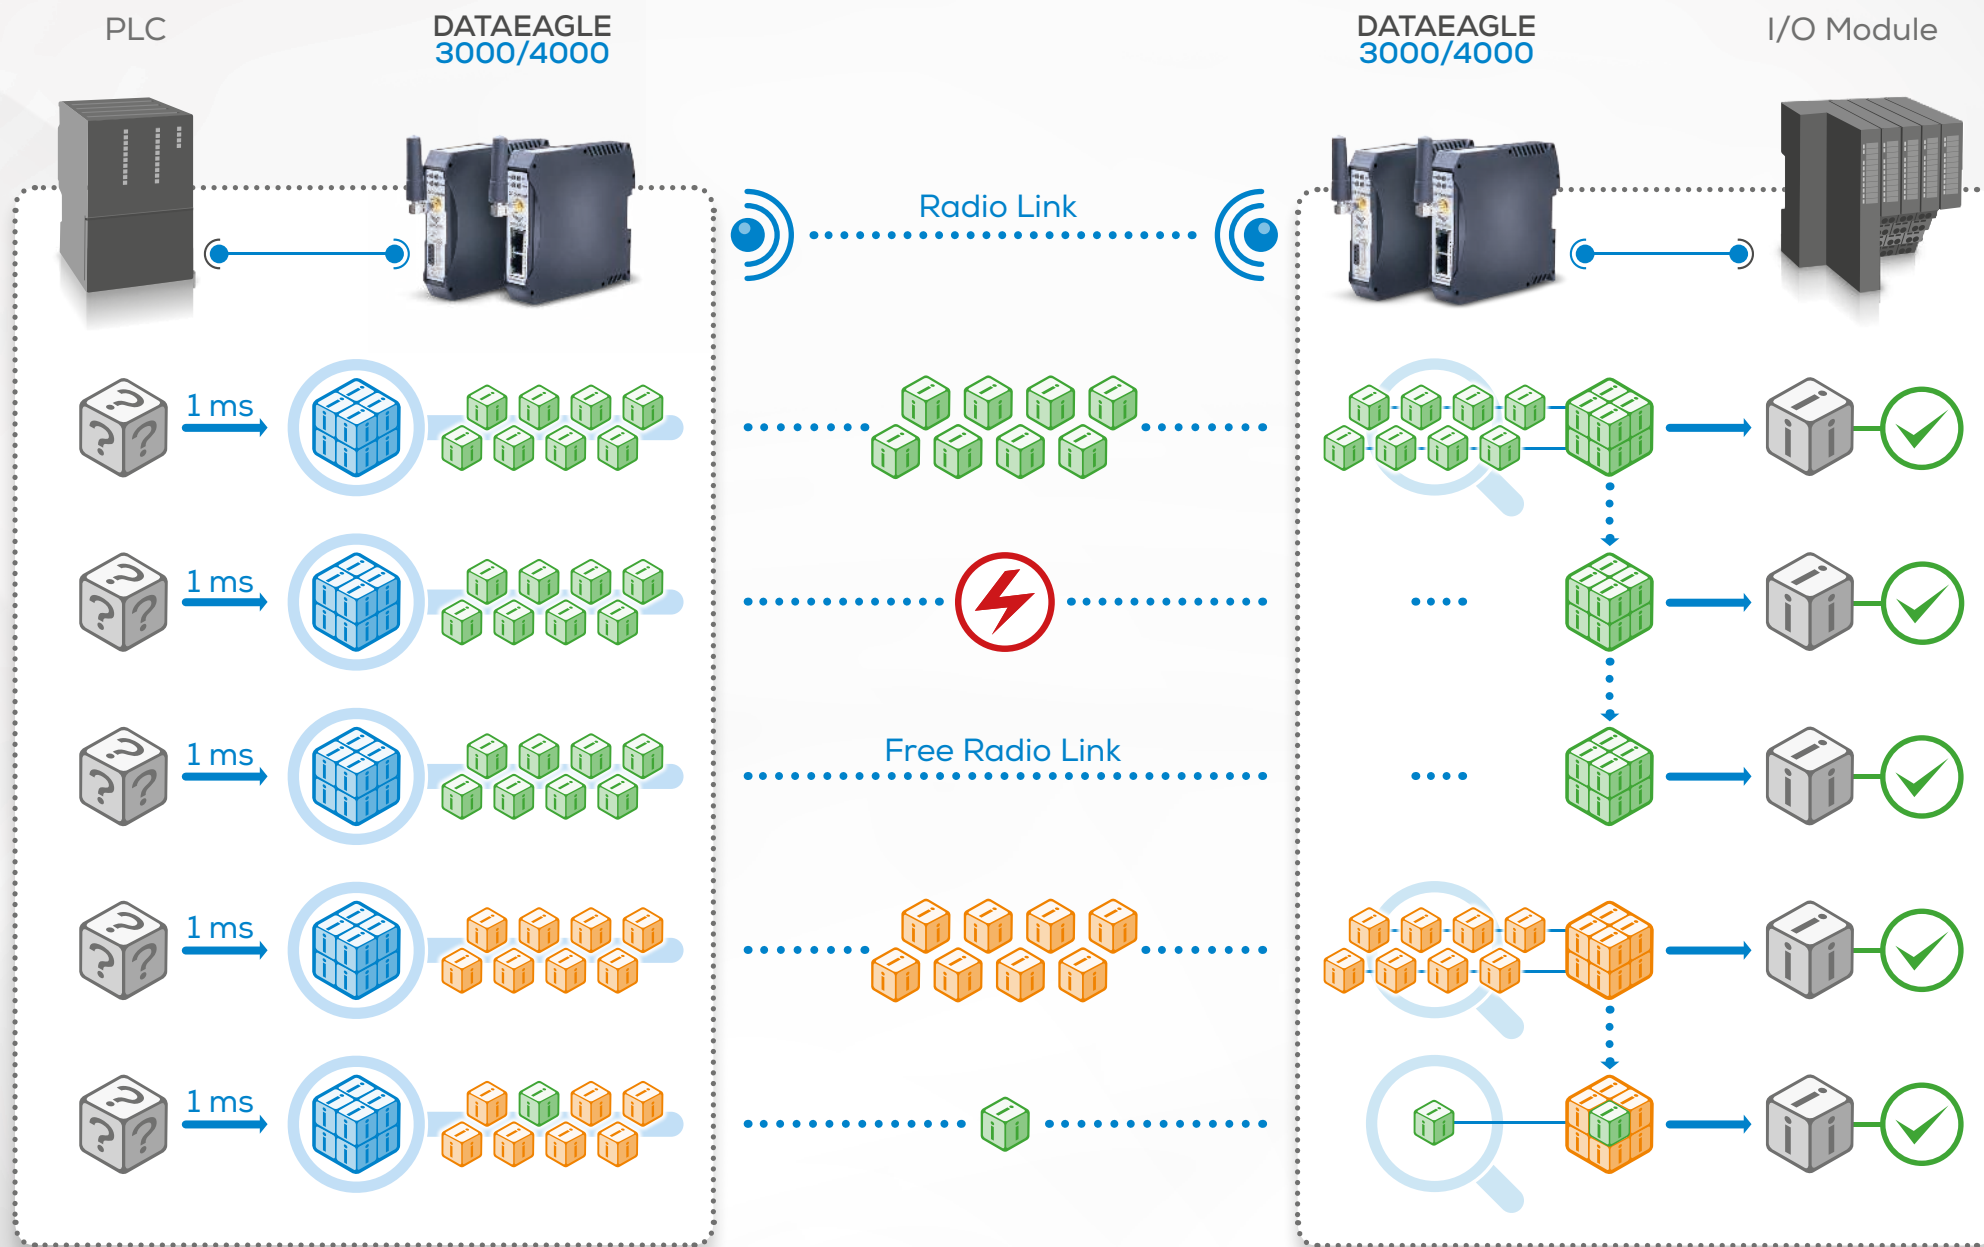 PLC
DATAEAGLE
3000/4000
DATAEAGLE
3000/4000
I/O Module
Radio Link
1 ms
1 ms
1 ms
Free Radio Link
1 ms
1 ms